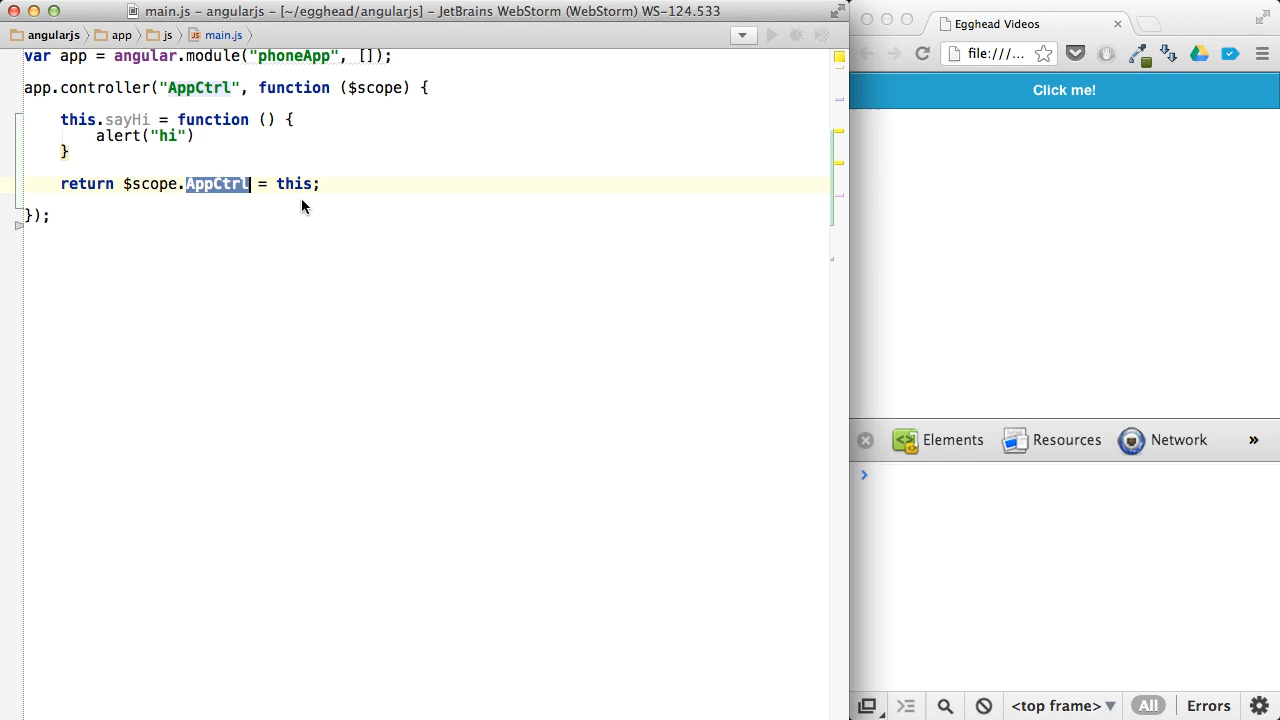 main.js – angularjs – [~/egghead/angularjs] – JetBrains WebStorm (WebStorm) WS-124.533
angularjs app js main.js
var app = angular.module("phoneApp", []);
app.controller("AppCtrl", function ($scope) {
this.sayHi = function () {
alert("hi")
}
return $scope.AppCtrl = this;
});
Egghead Videos
file:///...
Click me!
Elements Resources Network »
<top frame> All Errors